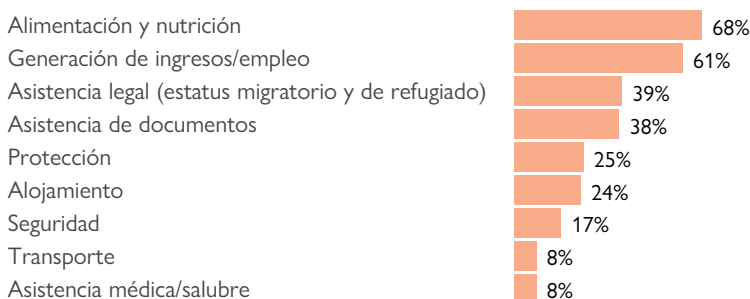 Alimentación y nutrición 68%
Generación de ingresos/empleo 61%
Asistencia legal (estatus migratorio y de refugiado) 39%
Asistencia de documentos 38%
Protección 25%
Alojamiento 24%
Seguridad 17%
Transporte 8%
Asistencia médica/salubre 8%